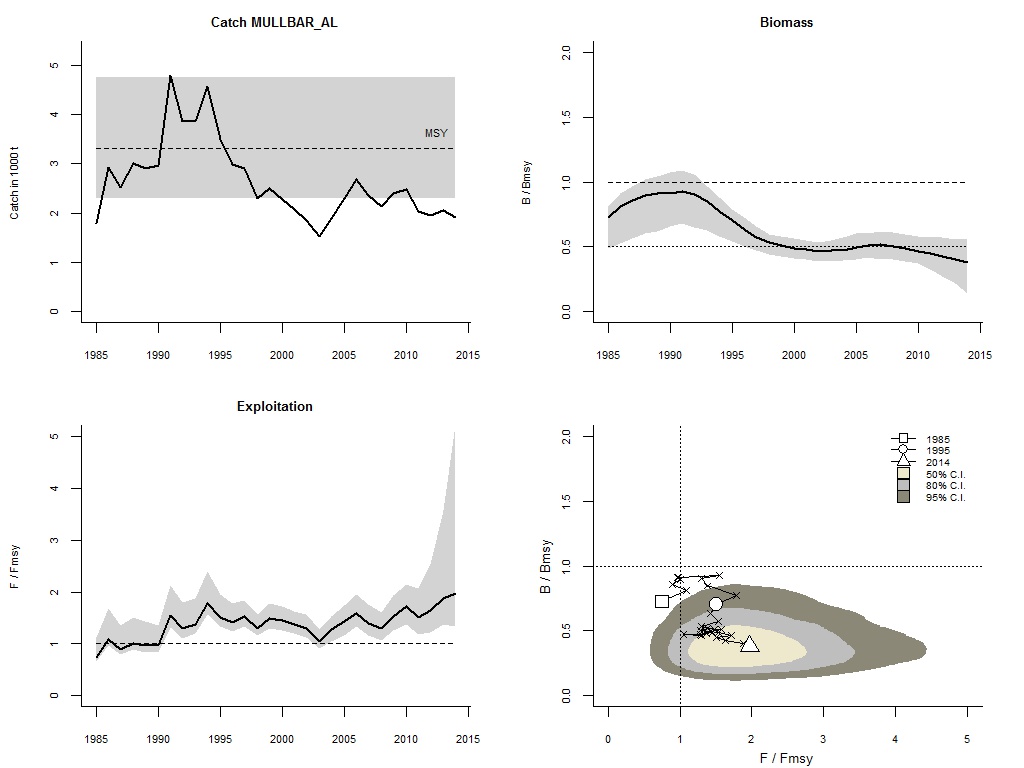 Catch MULLBAR_AL
Catch in 1000 t
5
4
3
2
1
0
MSY
1985 1990 1995 2000 2005 2010 2015
Biomass
B / Bmsy
2.0
1.5
1.0
0.5
0.0
1985 1990 1995 2000 2005 2010 2015
Exploitation
F / Fmsy
5
4
3
2
1
0
1985 1990 1995 2000 2005 2010 2015
B / Bmsy
2.0
1.5
1.0
0.5
0.0
1985
1995
2014
50% C.I.
80% C.I.
95% C.I.
0 1 2 3 4 5
F / Fmsy